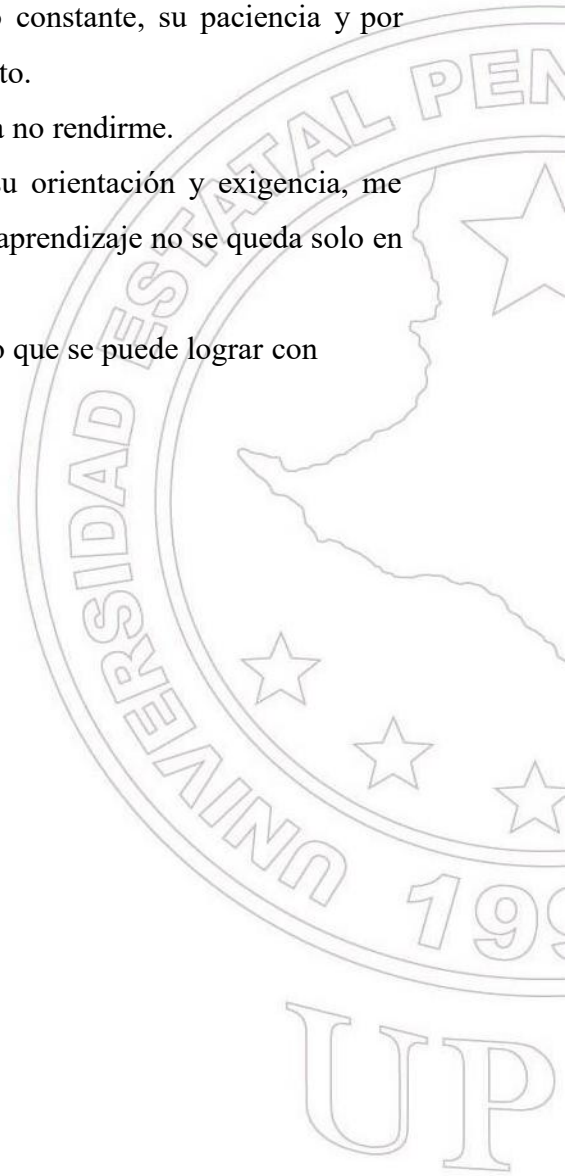 constante, su paciencia y por
to.
a no rendirme.
su orientación y exigencia, me
aprendizaje no se queda solo en
o que se puede lograr con
UNIVERSIDAD ESTATAL PEN
199
UP